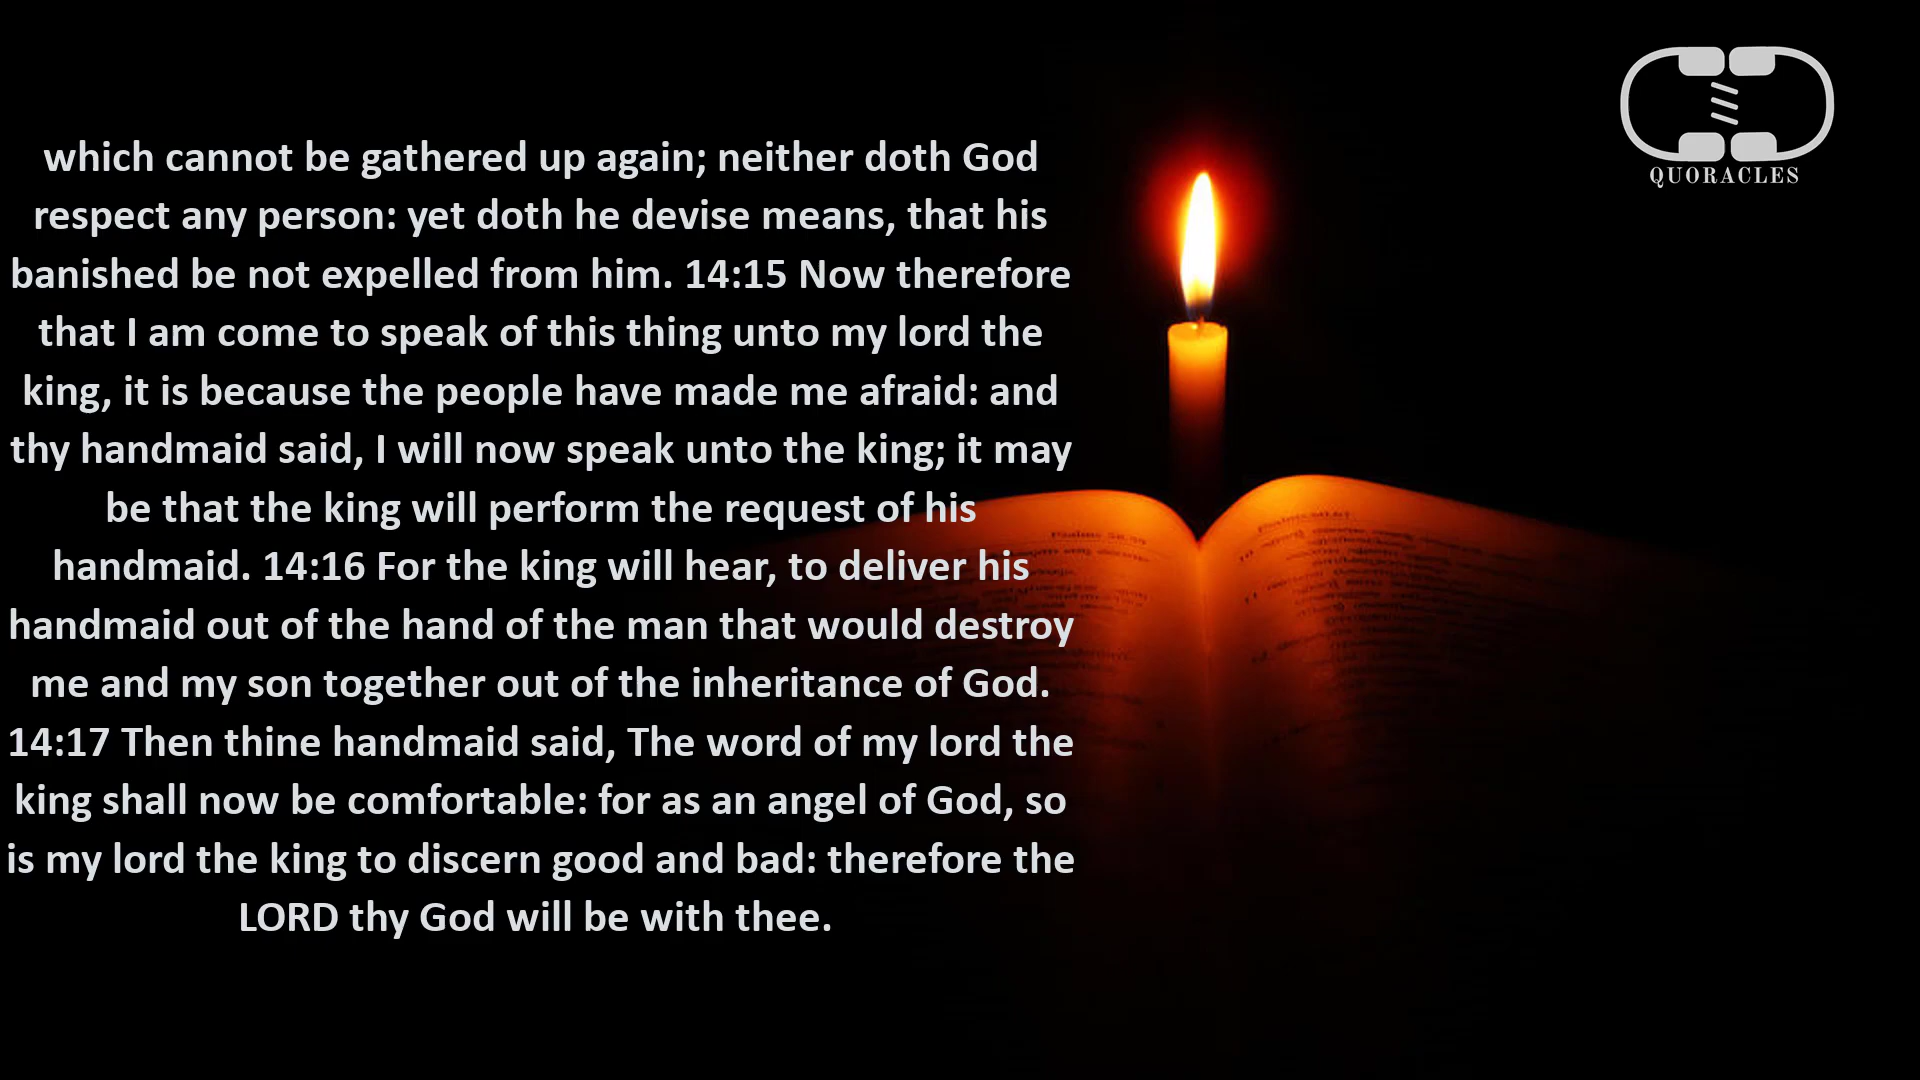 which cannot be gathered up again; neither doth God
respect any person: yet doth he devise means, that his
banished be not expelled from him. 14:15 Now therefore
that I am come to speak of this thing unto my lord the
king, it is because the people have made me afraid: and
thy handmaid said, I will now speak unto the king; it may
be that the king will perform the request of his
handmaid. 14:16 For the king will hear, to deliver his
handmaid out of the hand of the man that would destroy
me and my son together out of the inheritance of God.
14:17 Then thine handmaid said, The word of my lord the
king shall now be comfortable: for as an angel of God, so
is my lord the king to discern good and bad: therefore the
LORD thy God will be with thee.
QUORACLES